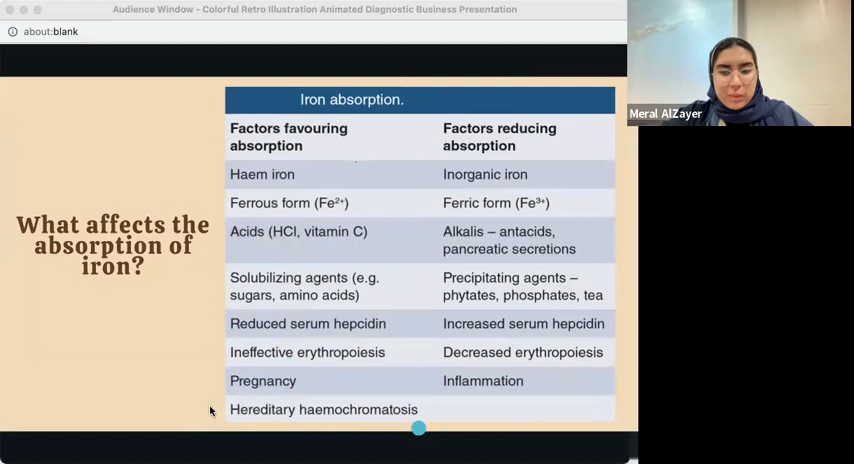 Audience Window - Colorful Retro Illustration Animated Diagnostic Business Presentation
about:blank
Meral AlZayer
What affects the
absorption of
iron?
Iron absorption.
Factors favouring
absorption
Factors reducing
absorption
Haem iron
Inorganic iron
Ferrous form (Fe²⁺)
Ferric form (Fe³⁺)
Acids (HCl, vitamin C)
Alkalis – antacids,
pancreatic secretions
Solubilizing agents (e.g.
sugars, amino acids)
Precipitating agents –
phytates, phosphates, tea
Reduced serum hepcidin
Increased serum hepcidin
Ineffective erythropoiesis
Decreased erythropoiesis
Pregnancy
Inflammation
Hereditary haemochromatosis